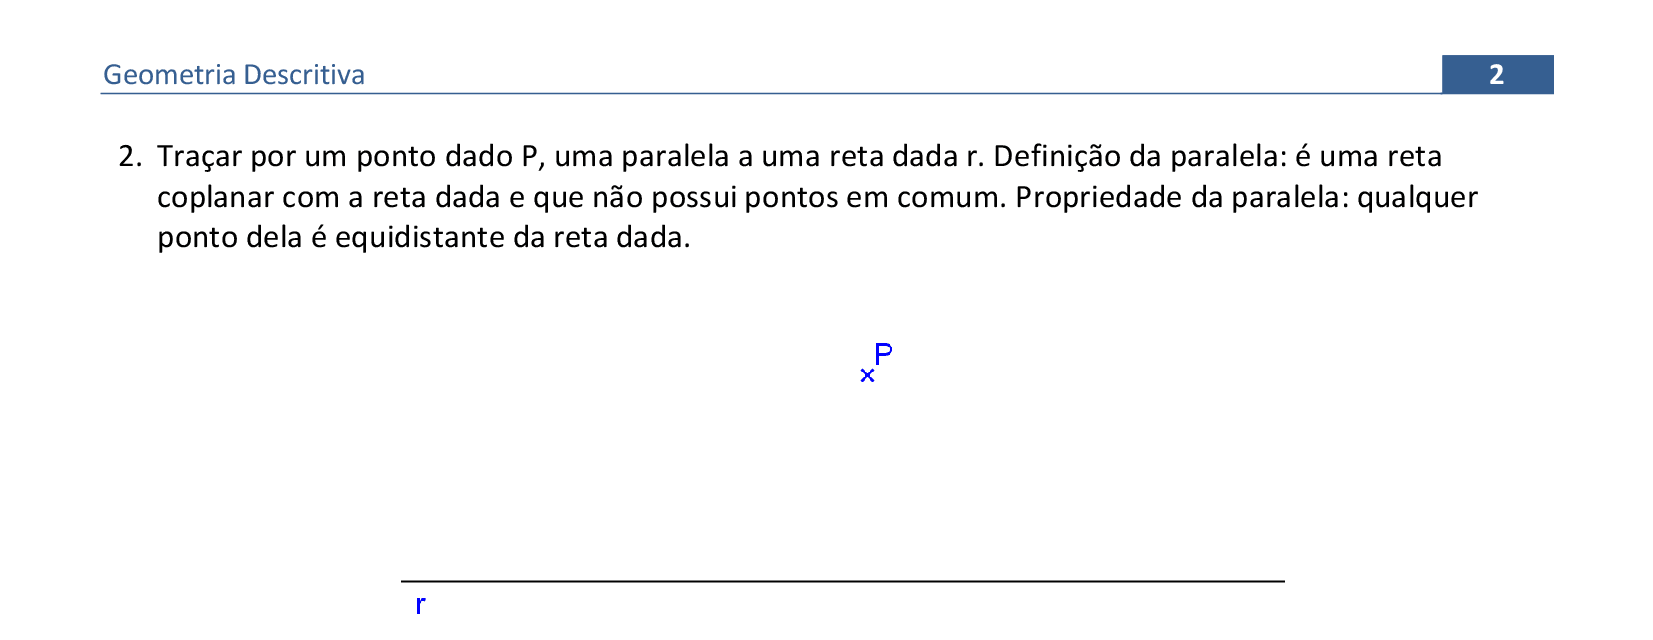 Geometria Descritiva
2
2. Traçar por um ponto dado P, uma paralela a uma reta dada r. Definição da paralela: é uma reta
coplanar com a reta dada e que não possui pontos em comum. Propriedade da paralela: qualquer
ponto dela é equidistante da reta dada.
P
r